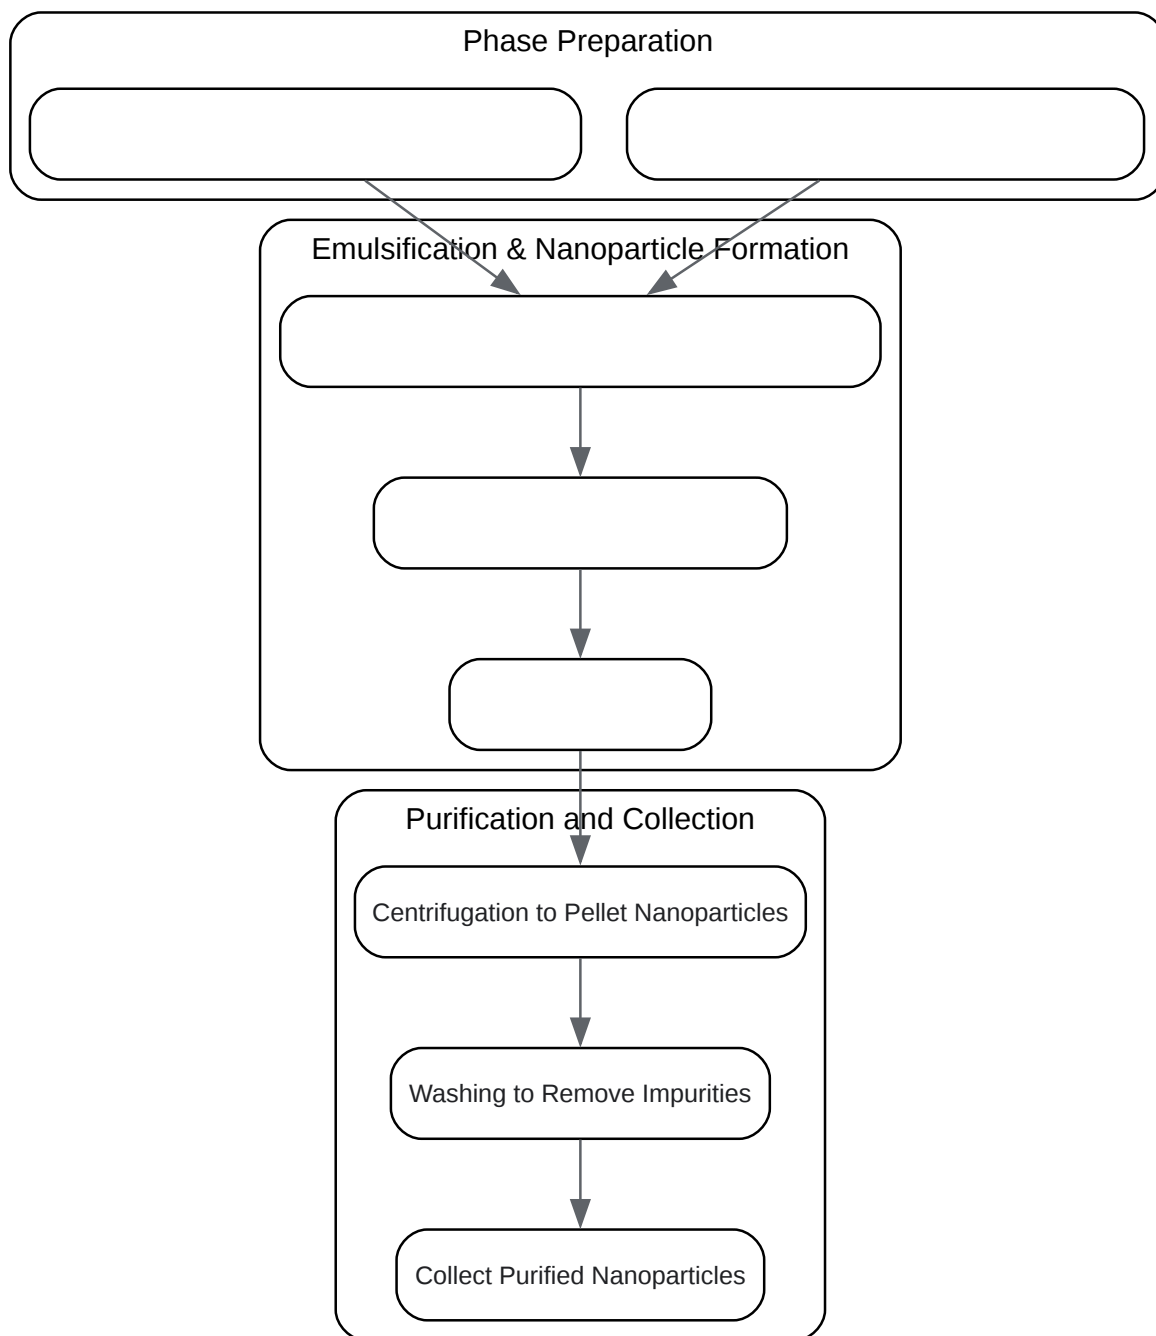 Phase Preparation
Emulsification & Nanoparticle Formation
Purification and Collection
Centrifugation to Pellet Nanoparticles
Washing to Remove Impurities
Collect Purified Nanoparticles